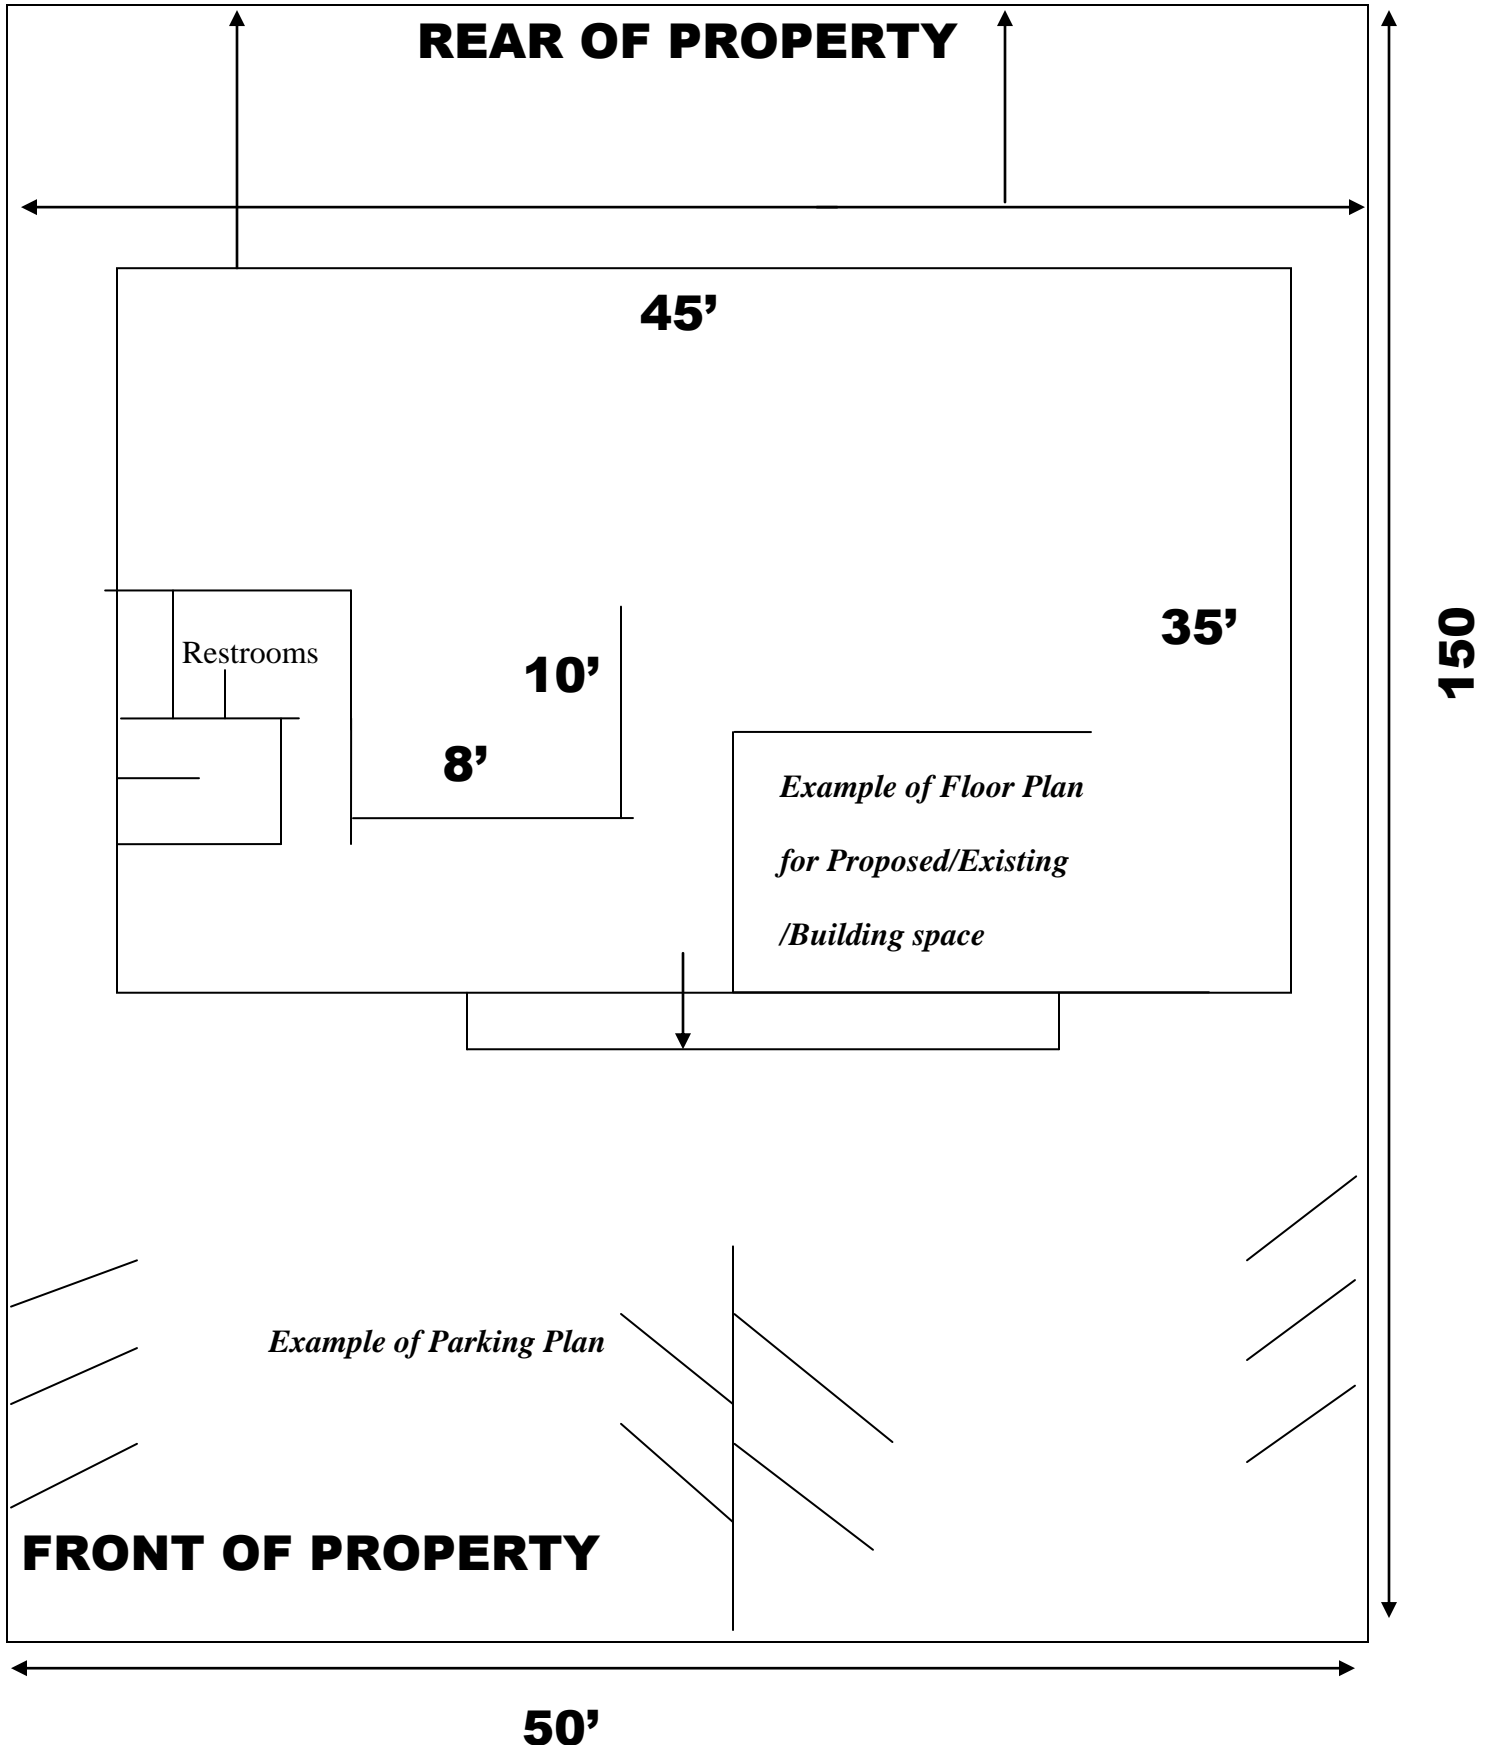 REAR OF PROPERTY
45’
35’
150
Restrooms
10’
8’
Example of Floor Plan
for Proposed/Existing
/Building space
Example of Parking Plan
FRONT OF PROPERTY
50’